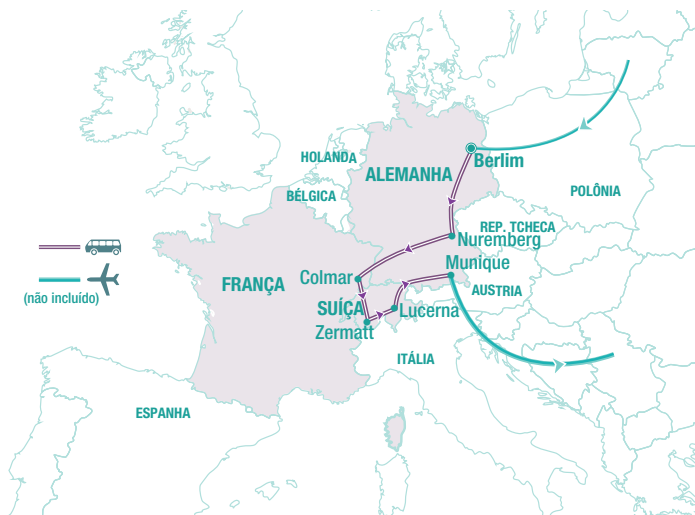 HOLANDA
Berlim
ALEMANHA
BÉLGICA
POLÔNIA
REP. TCHECA
Nuremberg
Munique
(não incluído)
FRANÇA
Colmar
AUSTRIA
SUÍÇA
Lucerna
Zermatt
ITÁLIA
ESPANHA